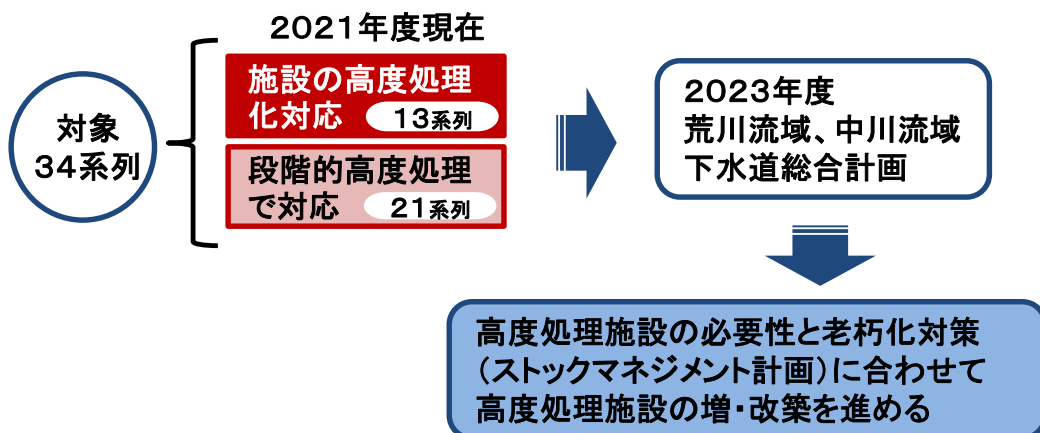 2021年度現在
対象
34系列
施設の高度処理
化対応 13系列
段階的高度処理
で対応 21系列
2023年度
荒川流域、中川流域
下水道総合計画
高度処理施設の必要性と老朽化対策
（ストックマネジメント計画）に合わせて
高度処理施設の増・改築を進める